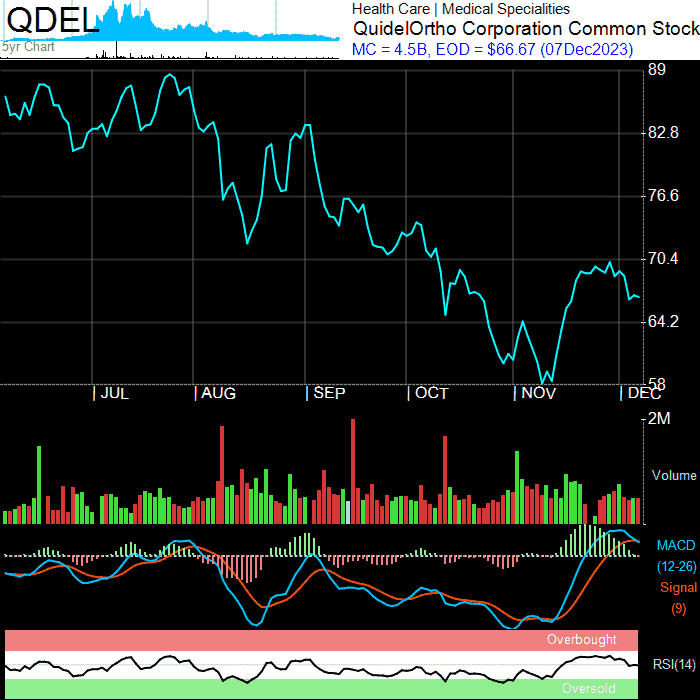 QDEL
5yr Chart
Health Care | Medical Specialities
QuidelOrtho Corporation Common Stock
MC = 4.5B, EOD = $66.67 (07Dec2023)
89
82.8
76.6
70.4
64.2
58
JUL
AUG
SEP
OCT
NOV
DEC
2M
Volume
MACD
(12-26)
Signal
(9)
Overbought
RSI(14)
Oversold